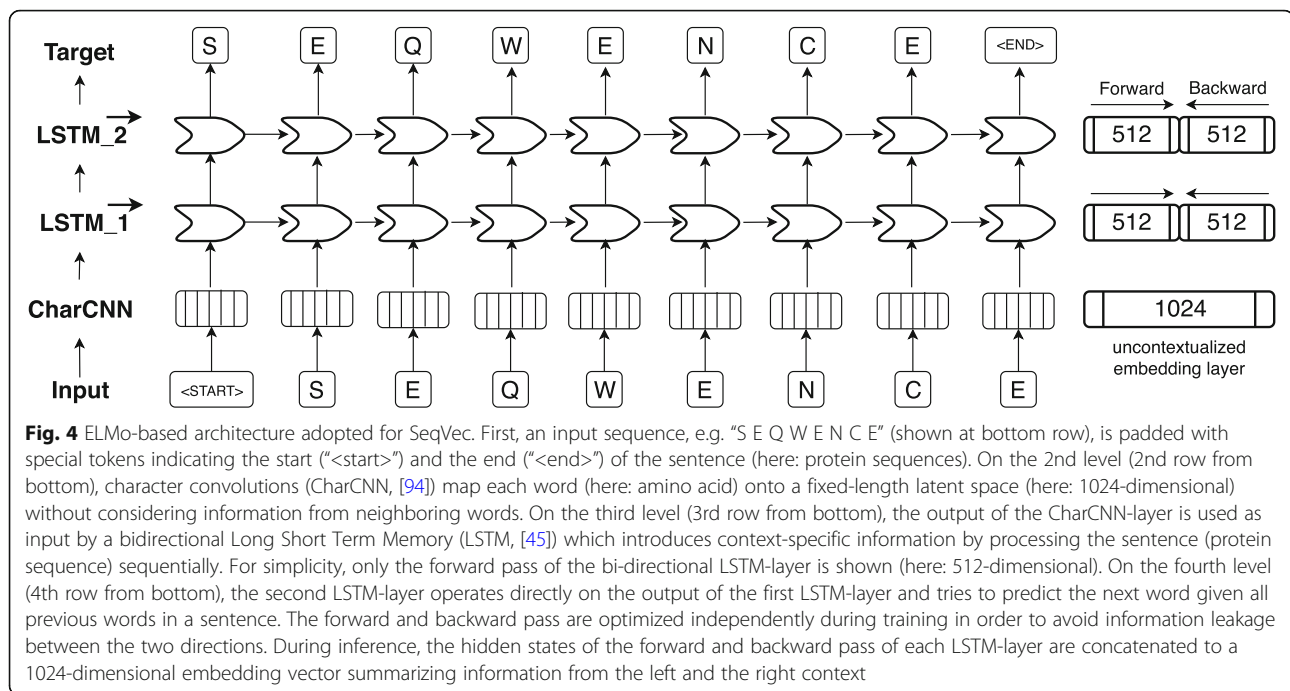 Target S E Q W E N C E <END>
Forward Backward
LSTM_2 512 512
LSTM_1 512 512
CharCNN 1024
uncontextualized
embedding layer
Input <START> S E Q W E N C E
Fig. 4 ELMo-based architecture adopted for SeqVec. First, an input sequence, e.g. “S E Q W E N C E” (shown at bottom row), is padded with
special tokens indicating the start (“<start>”) and the end (“<end>”) of the sentence (here: protein sequences). On the 2nd level (2nd row from
bottom), character convolutions (CharCNN, [94]) map each word (here: amino acid) onto a fixed-length latent space (here: 1024-dimensional)
without considering information from neighboring words. On the third level (3rd row from bottom), the output of the CharCNN-layer is used as
input by a bidirectional Long Short Term Memory (LSTM, [45]) which introduces context-specific information by processing the sentence (protein
sequence) sequentially. For simplicity, only the forward pass of the bi-directional LSTM-layer is shown (here: 512-dimensional). On the fourth level
(4th row from bottom), the second LSTM-layer operates directly on the output of the first LSTM-layer and tries to predict the next word given all
previous words in a sentence. The forward and backward pass are optimized independently during training in order to avoid information leakage
between the two directions. During inference, the hidden states of the forward and backward pass of each LSTM-layer are concatenated to a
1024-dimensional embedding vector summarizing information from the left and the right context